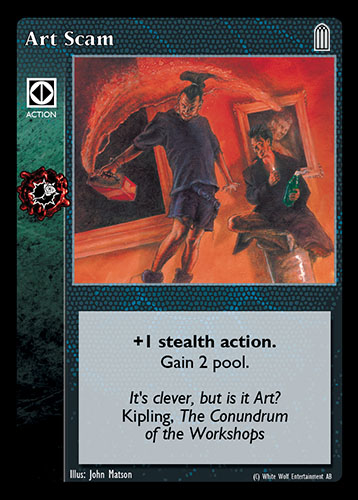 Art Scam
ACTION
+1 stealth action.
Gain 2 pool.
It's clever, but is it Art?
Kipling, The Conundrum
of the Workshops
Illus: John Matson
(C) White Wolf Entertainment AB